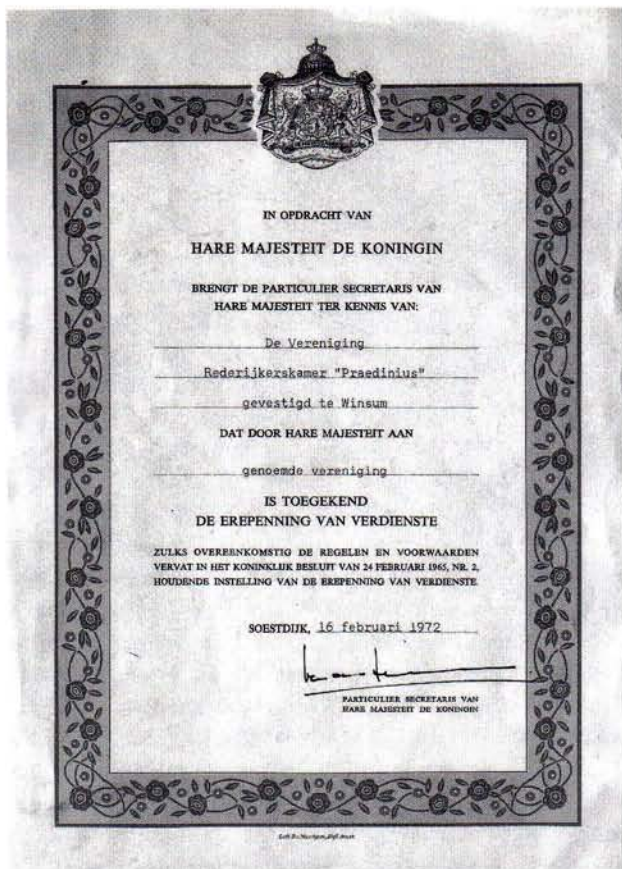 IN OPDRACHT VAN
HARE MAJESTEIT DE KONINGIN
BRENGT DE PARTICULIER SECRETARIS VAN
HARE MAJESTEIT TER KENNIS VAN:
De Vereniging
Rederijkerskamer "Praedinius"
gevestigd te Winsum
DAT DOOR HARE MAJESTEIT AAN
genoemde vereniging
IS TOEGEKEND
DE EREPENNING VAN VERDIENSTE
ZULKS OVEREENKOMSTIG DE REGELEN EN VOORWAARDEN
VERVAT IN HET KONINKLIJK BESLUIT VAN 24 FEBRUARI 1965, NR. 2,
HOUDENDE INSTELLING VAN DE EREPENNING VAN VERDIENSTE.
SOESTDIJK, 16 februari 1972
PARTICULIER SECRETARIS VAN
HARE MAJESTEIT DE KONINGIN